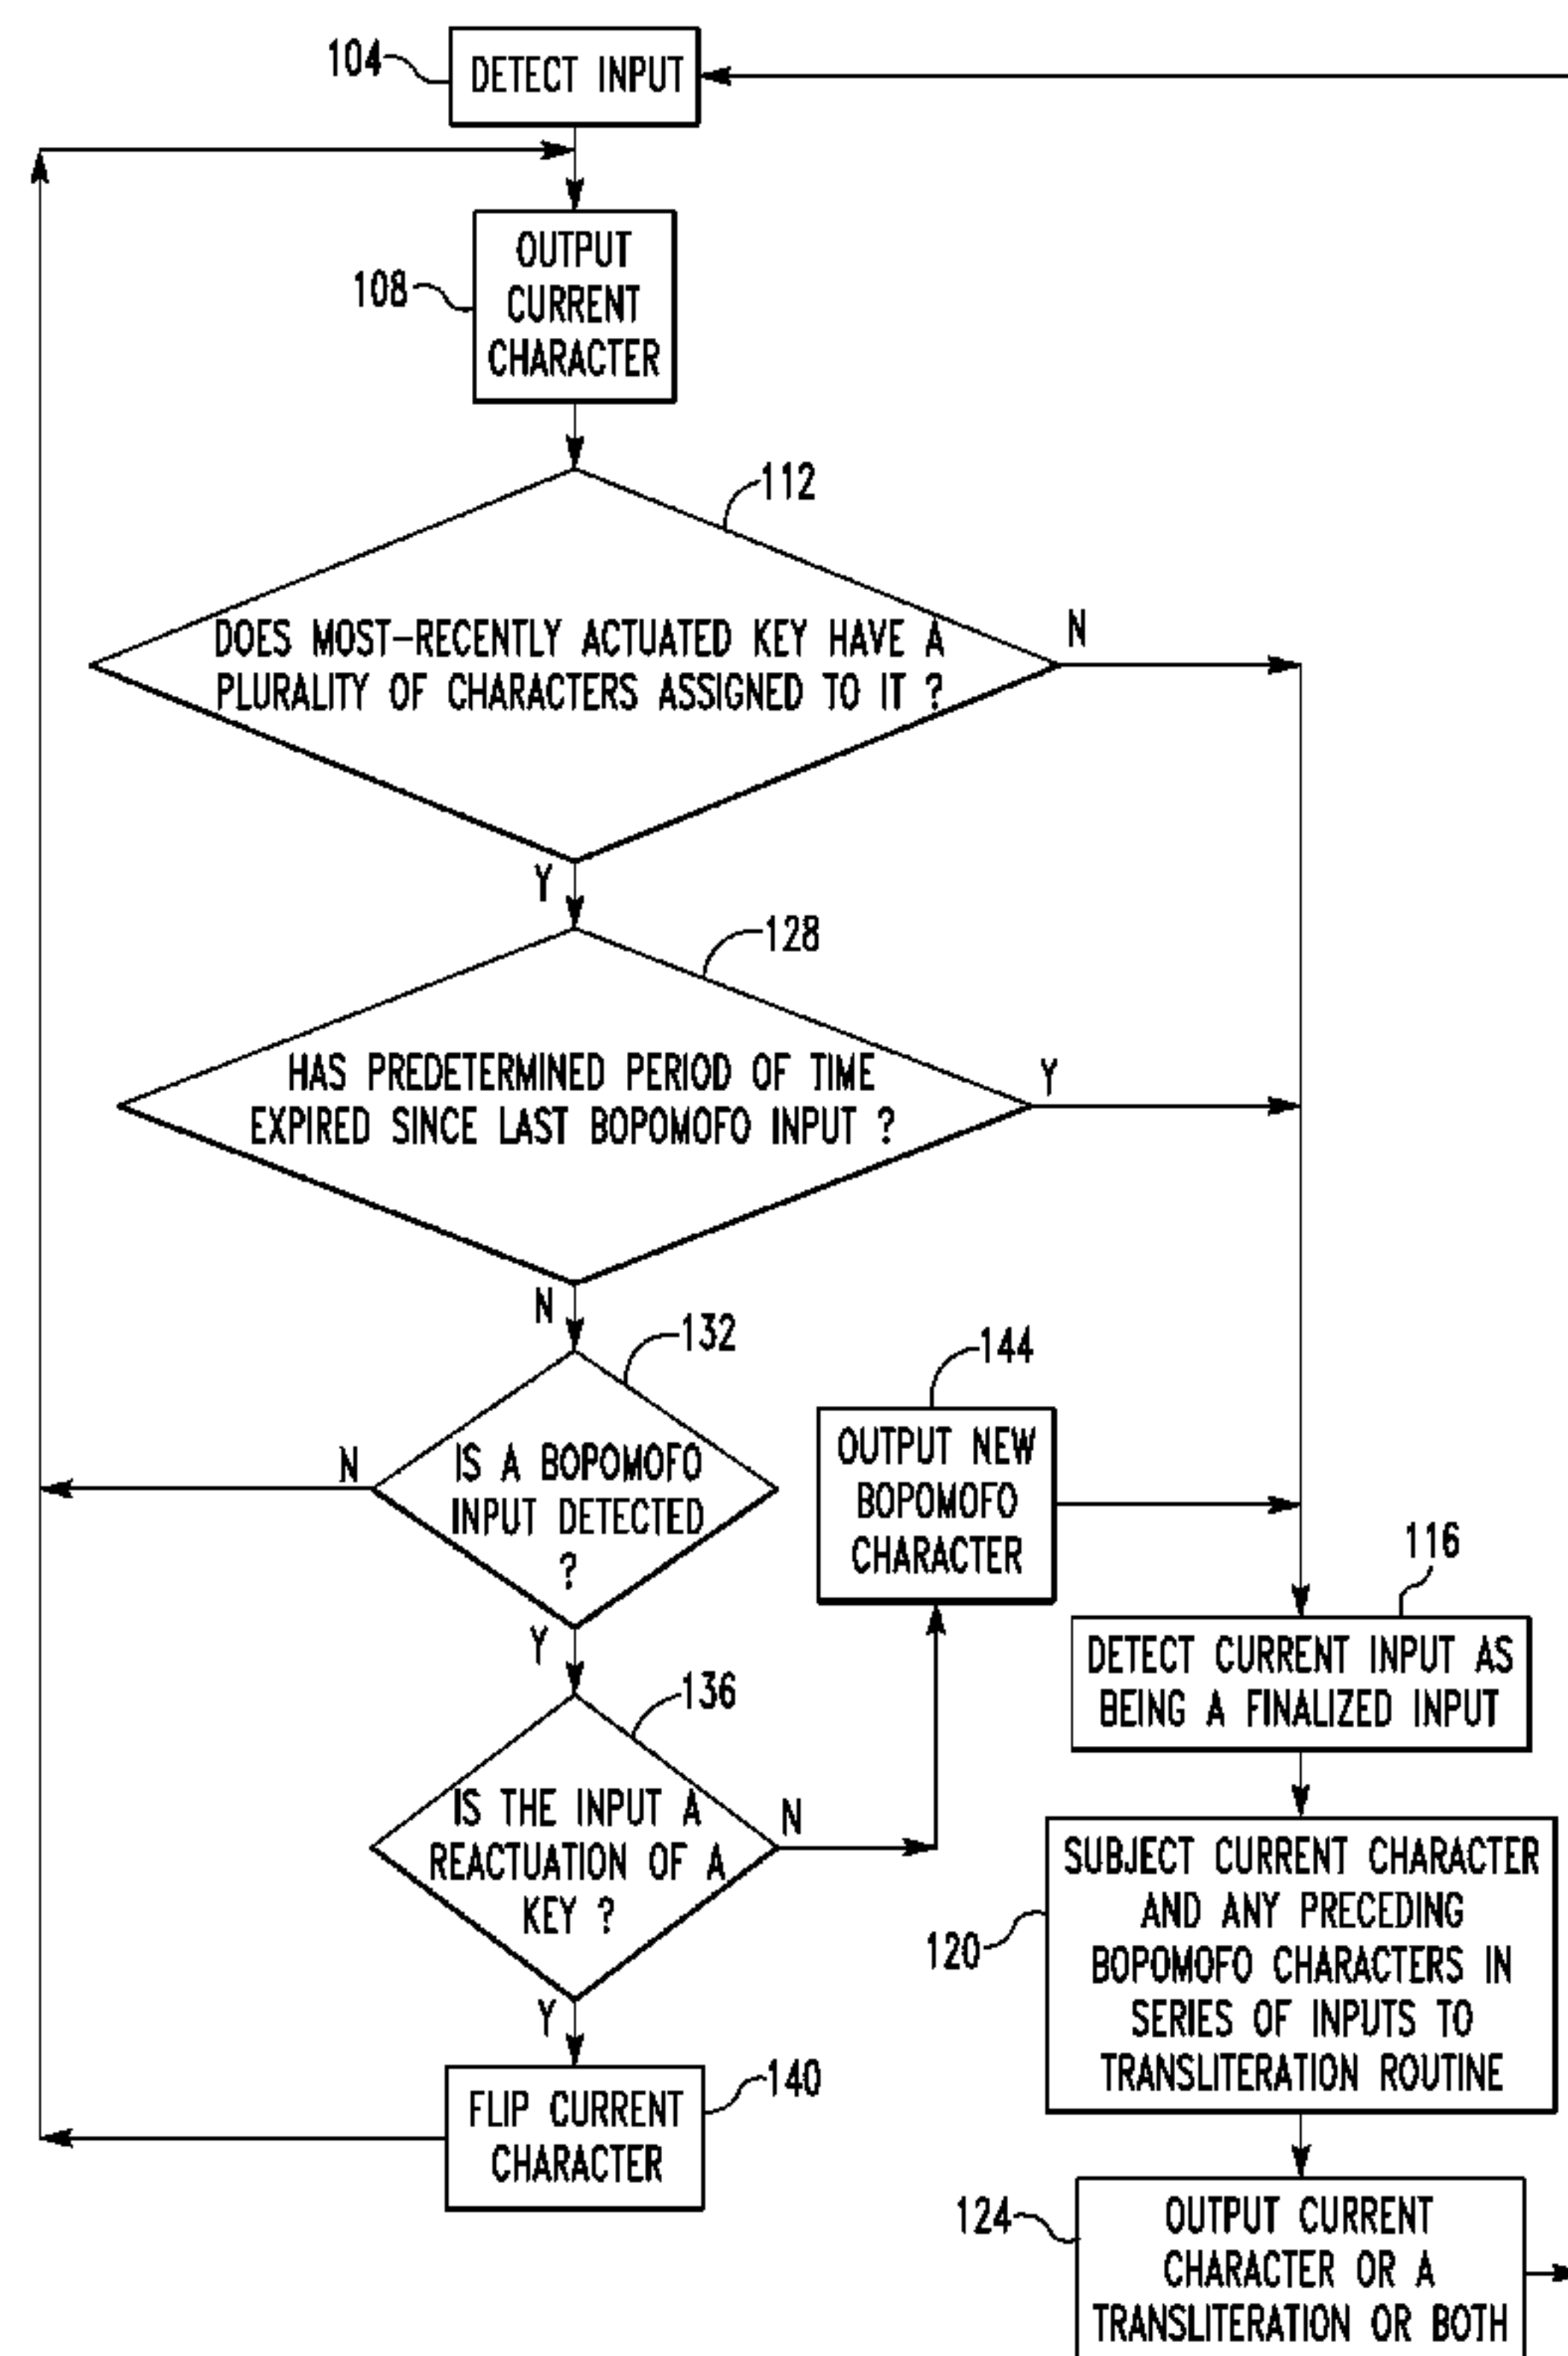 104
DETECT INPUT
108
OUTPUT
CURRENT
CHARACTER
112
DOES MOST-RECENTLY ACTUATED KEY HAVE A
PLURALITY OF CHARACTERS ASSIGNED TO IT ?
N
Y
128
HAS PREDETERMINED PERIOD OF TIME
EXPIRED SINCE LAST BOPOMOFO INPUT ?
Y
N
132
IS A BOPOMOFO
INPUT DETECTED
?
N
Y
144
OUTPUT NEW
BOPOMOFO
CHARACTER
136
IS THE INPUT A
REACTUATION OF A
KEY ?
N
Y
140
FLIP CURRENT
CHARACTER
116
DETECT CURRENT INPUT AS
BEING A FINALIZED INPUT
120
SUBJECT CURRENT CHARACTER
AND ANY PRECEDING
BOPOMOFO CHARACTERS IN
SERIES OF INPUTS TO
TRANSLITERATION ROUTINE
124
OUTPUT CURRENT
CHARACTER OR A
TRANSLITERATION OR BOTH